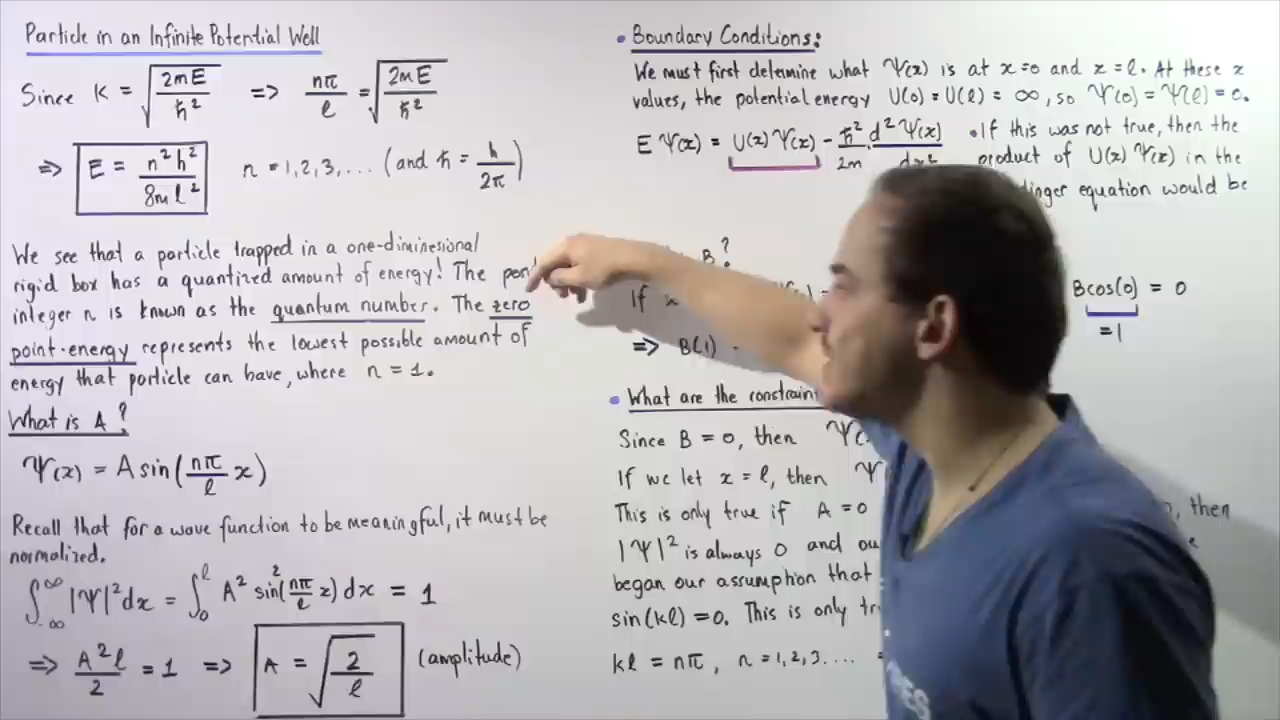 Particle in an Infinite Potential Well
Since K = √(2mE/ħ²) => nπ/l = √(2mE/ħ²)
=> E = n²h²/8ml² n = 1,2,3,... (and ħ = h/2π)
We see that a particle trapped in a one-diminesional
rigid box has a quantized amount of energy! The
integer n is known as the quantum number. The zero
point-energy represents the lowest possible amount of
energy that particle can have, where n = 1.
What is A?
Ψ(x) = A sin(nπ/l x)
Recall that for a wave function to be meaningful, it must be
normalized.
∫-∞^∞ |Ψ|² dx = ∫0^l A² sin²(nπ/l x) dx = 1
=> A²l/2 = 1 => A = √(2/l) (amplitude)
• Boundary Conditions:
We must first determine what Ψ(x) is at x=0 and x=l. At these x
values, the potential energy U(0) = U(l) = ∞, so Ψ(0) = Ψ(l) = 0.
E Ψ(x) = U(x) Ψ(x) - ħ²/2m d²Ψ(x)/dx² • If this was not true, then the
product of U(x) Ψ(x) in the
equation would be
B?
If Bcos(0) = 0
=1
=> B(1)
• What are the
Since B = 0, then
If we let x = l, then
This is only true if A = 0 then
|Ψ|² is always 0 and
began our assumption that
sin(kl) = 0. This is only
kl = nπ, n = 1,2,3....